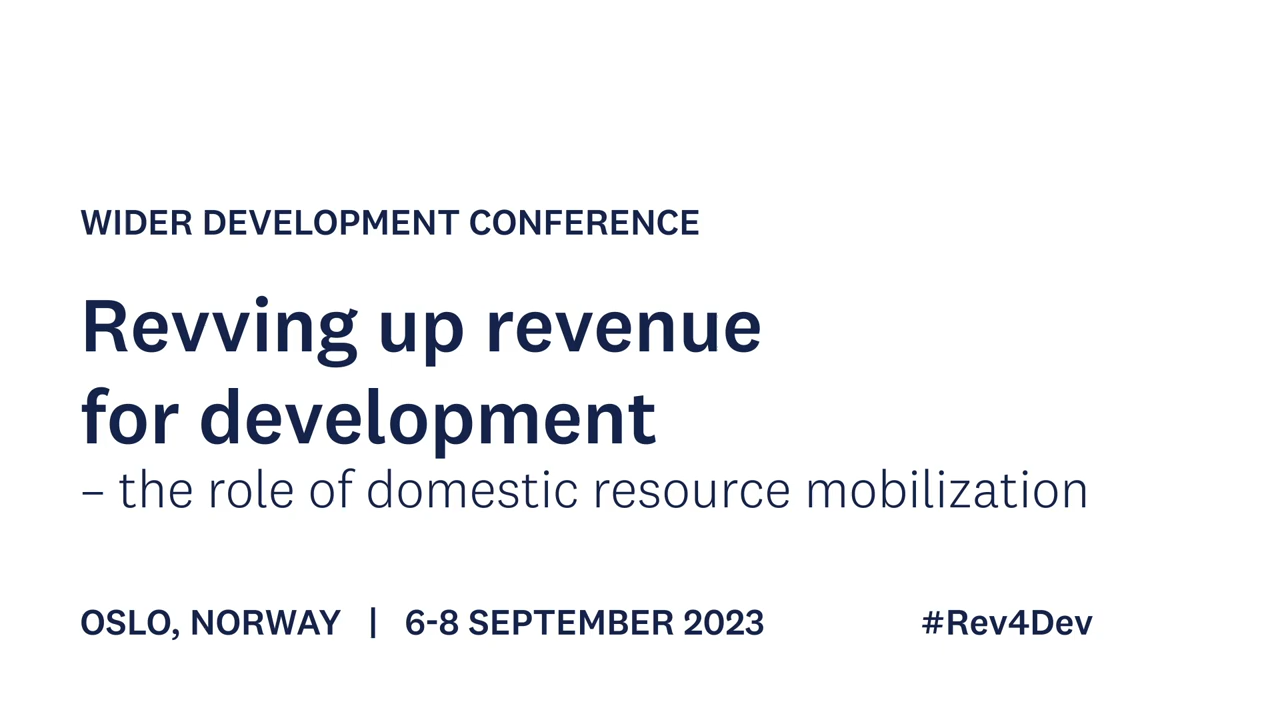 WIDER DEVELOPMENT CONFERENCE
Revving up revenue
for development
– the role of domestic resource mobilization
OSLO, NORWAY | 6-8 SEPTEMBER 2023 #Rev4Dev